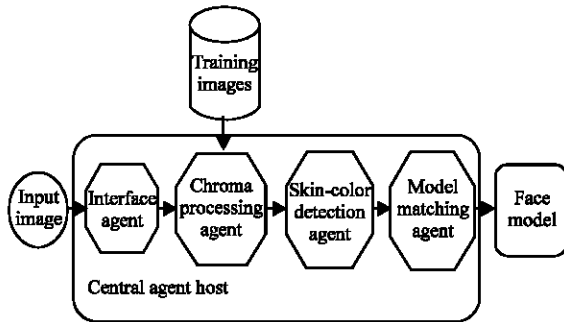 Training
images
Input
image
Interface
agent
Chroma
processing
agent
Skin-color
detection
agent
Model
matching
agent
Face
model
Central agent host